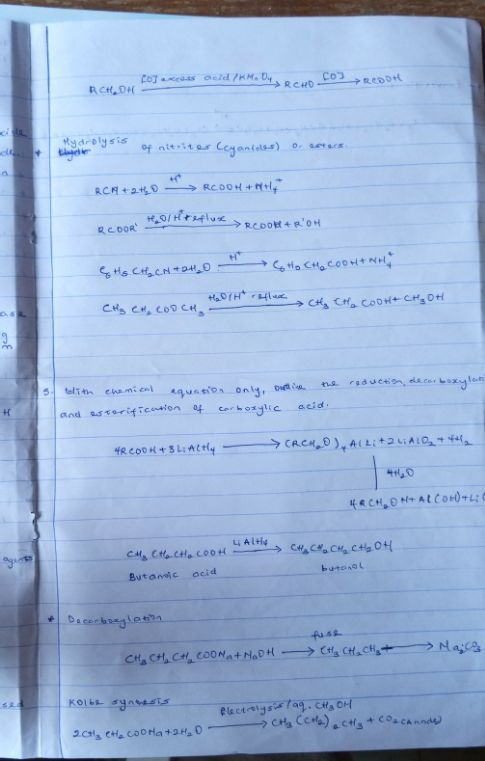 RCH₂OH [O] excess acid/KMnO₄ → RCHO [O] → RCOOH
* Hydrolysis of nitrites (cyanides) or esters.
RCN + 2H₂O H⁺ → RCOOH + NH₄⁺
RCOOR' H₂O/H⁺ reflux → RCOOH + R'OH
C₆H₅CH₂CN + 2H₂O H⁺ → C₆H₅CH₂COOH + NH₄⁺
CH₃CH₂COOCH₃ H₂O/H⁺ reflux → CH₃CH₂COOH + CH₃OH
5. With chemical equation only, outline the reduction, decarboxylat
and esterification of carboxylic acid.
4RCOOH + 3LiAlH₄ → (RCH₂O)₄AlLi + 2LiAlO₂ + 4H₂
4H₂O
4RCH₂OH + Al(OH) + Li(
CH₃CH₂CH₂COOH LiAlH₄ → CH₃CH₂CH₂CH₂OH
Butanoic acid butanol
* Decarboxylation
CH₃CH₂CH₂COONa + NaOH fuse → CH₃CH₂CH₃ → Na₂CO₃
Kolbe synthesis
2CH₃CH₂COONa + 2H₂O Electrolysis/aq. CH₃OH → CH₃(CH₂)₂CH₃ + CO₂ (Anode)